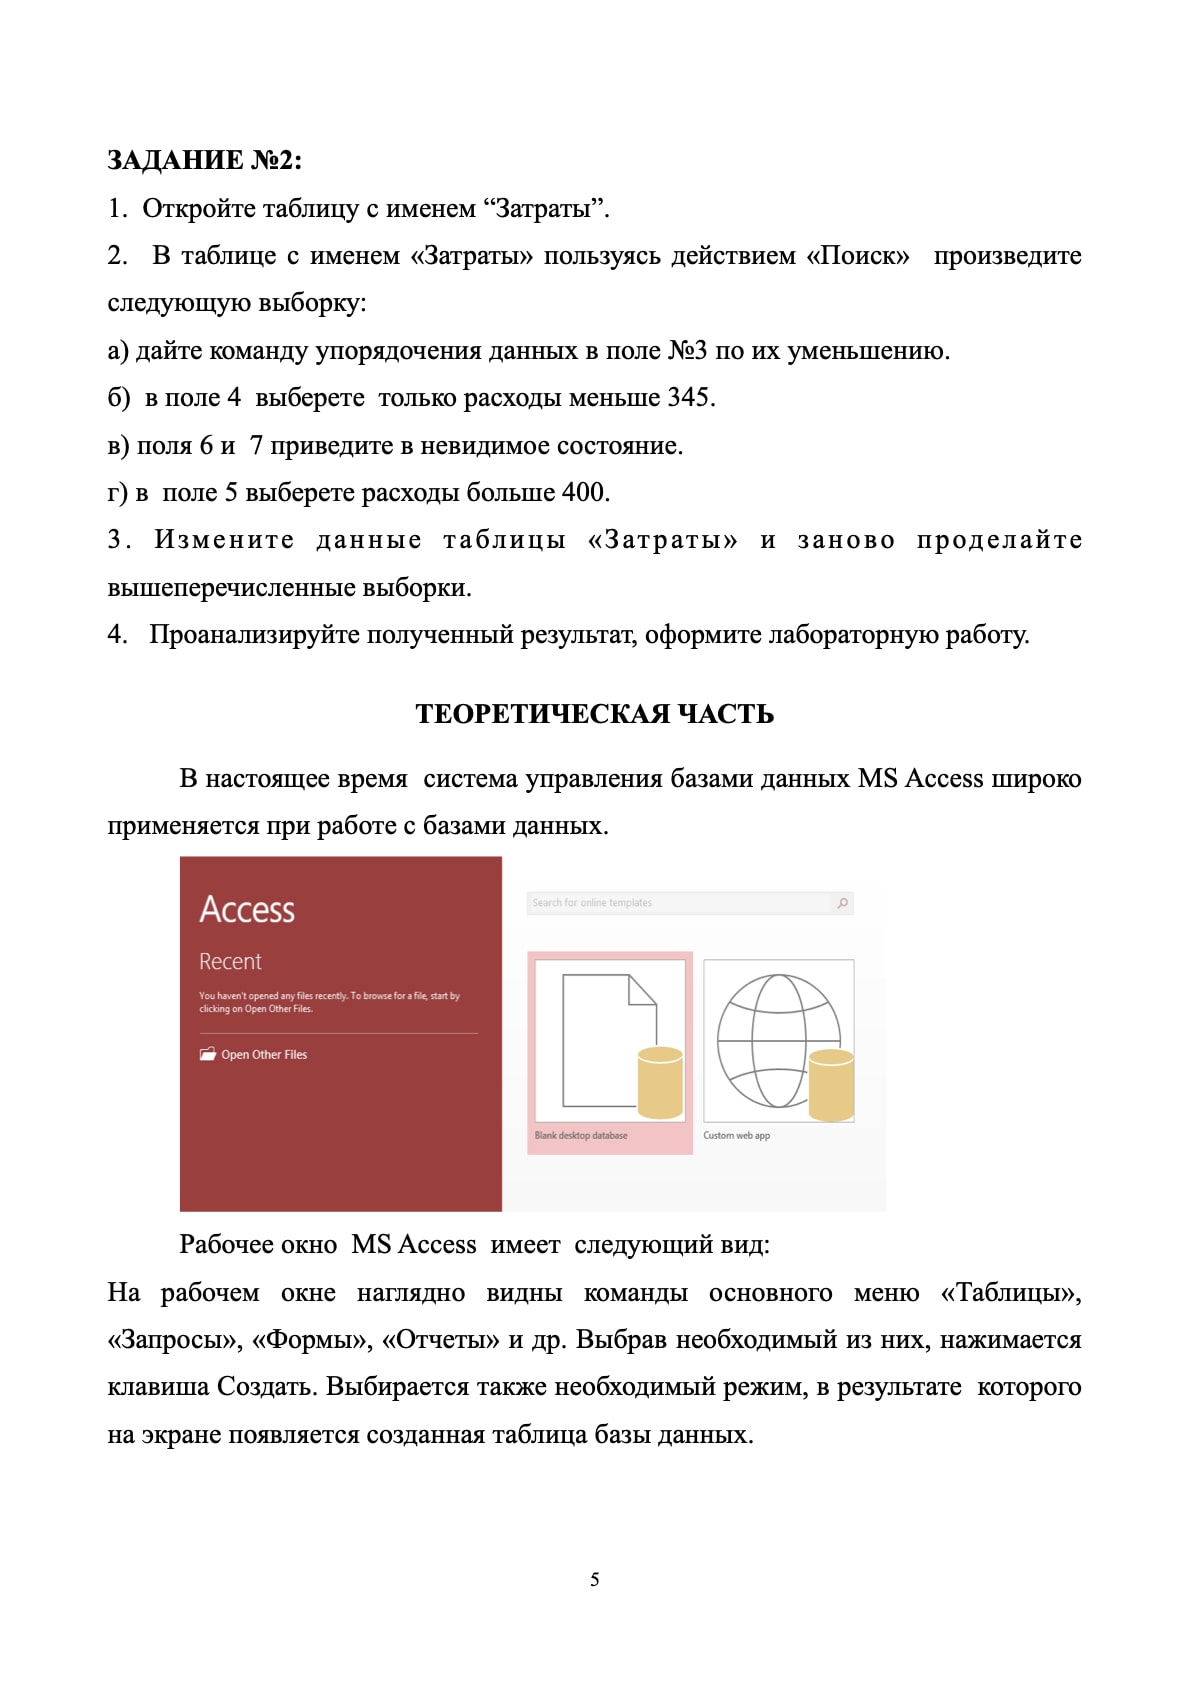 ЗАДАНИЕ №2:
1. Откройте таблицу с именем “Затраты”.
2. В таблице с именем «Затраты» пользуясь действием «Поиск» произведите
следующую выборку:
а) дайте команду упорядочения данных в поле №3 по их уменьшению.
б) в поле 4 выберете только расходы меньше 345.
в) поля 6 и 7 приведите в невидимое состояние.
г) в поле 5 выберете расходы больше 400.
3. Измените данные таблицы «Затраты» и заново проделайте
вышеперечисленные выборки.
4. Проанализируйте полученный результат, оформите лабораторную работу.
ТЕОРЕТИЧЕСКАЯ ЧАСТЬ
В настоящее время система управления базами данных MS Access широко
применяется при работе с базами данных.
Access
Search for online templates
Recent
You haven't opened any files recently. To browse for a file, start by
clicking on Open Other Files.
Open Other Files
Blank desktop database
Custom web app
Рабочее окно MS Access имеет следующий вид:
На рабочем окне наглядно видны команды основного меню «Таблицы»,
«Запросы», «Формы», «Отчеты» и др. Выбрав необходимый из них, нажимается
клавиша Создать. Выбирается также необходимый режим, в результате которого
на экране появляется созданная таблица базы данных.
5